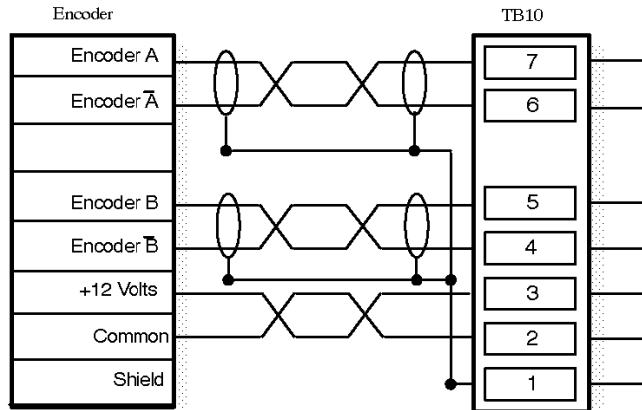 Encoder
TB10
Encoder A
Encoder A̅
Encoder B
Encoder B̅
+12 Volts
Common
Shield
7
6
5
4
3
2
1